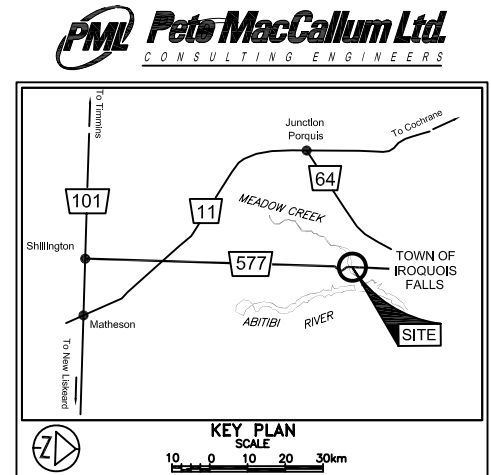 PML Peto MacCallum Ltd.
CONSULTING ENGINEERS
To Timmins
Junction
Porquis
To Cochrane
101
64
11
MEADOW CREEK
Shillington
577
TOWN OF
IROQUOIS
FALLS
ABITIBI RIVER
SITE
Matheson
To New Liskeard
KEY PLAN
SCALE
10 0 10 20 30km
Z